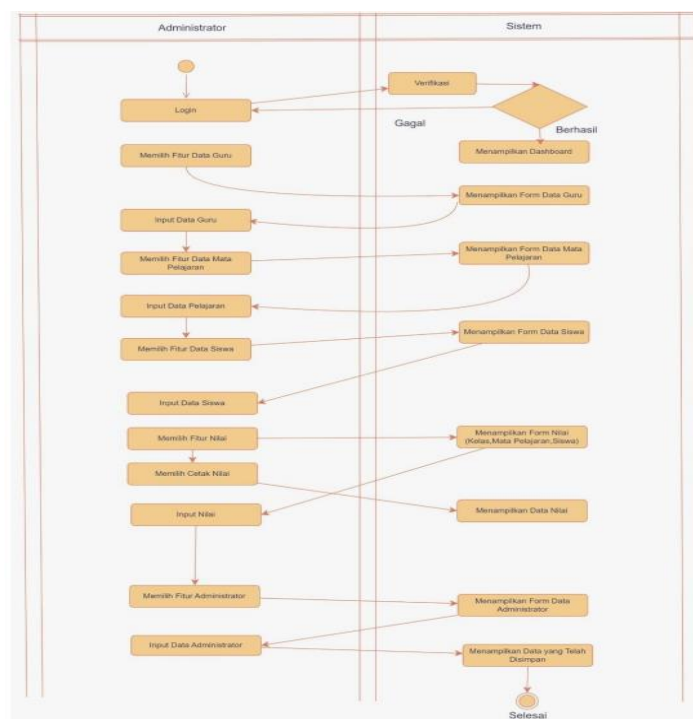 Administrator
Sistem
Verifikasi
Login
Gagal
Berhasil
Memilih Fitur Data Guru
Menampilkan Dashboard
Menampilkan Form Data Guru
Input Data Guru
Memilih Fitur Data Mata
Pelajaran
Menampilkan Form Data Mata
Pelajaran
Input Data Pelajaran
Memilih Fitur Data Siswa
Menampilkan Form Data Siswa
Input Data Siswa
Memilih Fitur Nilai
Menampilkan Form Nilai
(Kelas,Mata Pelajaran,Siswa)
Memilih Cetak Nilai
Input Nilai
Menampilkan Data Nilai
Memilih Fitur Administrator
Menampilkan Form Data
Administrator
Input Data Administrator
Menampilkan Data yang Telah
Disimpan
Selesai